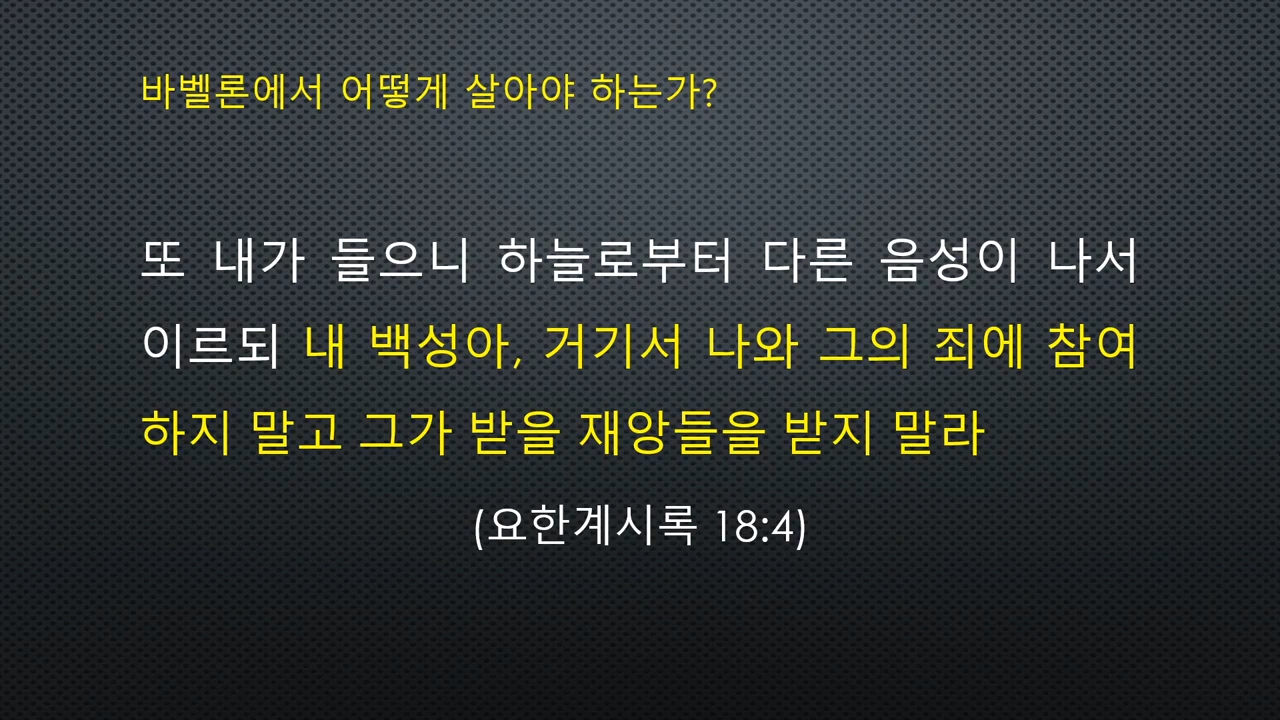 바벨론에서 어떻게 살아야 하는가?
또 내가 들으니 하늘로부터 다른 음성이 나서
이르되 내 백성아, 거기서 나와 그의 죄에 참여
하지 말고 그가 받을 재앙들을 받지 말라
(요한계시록 18:4)